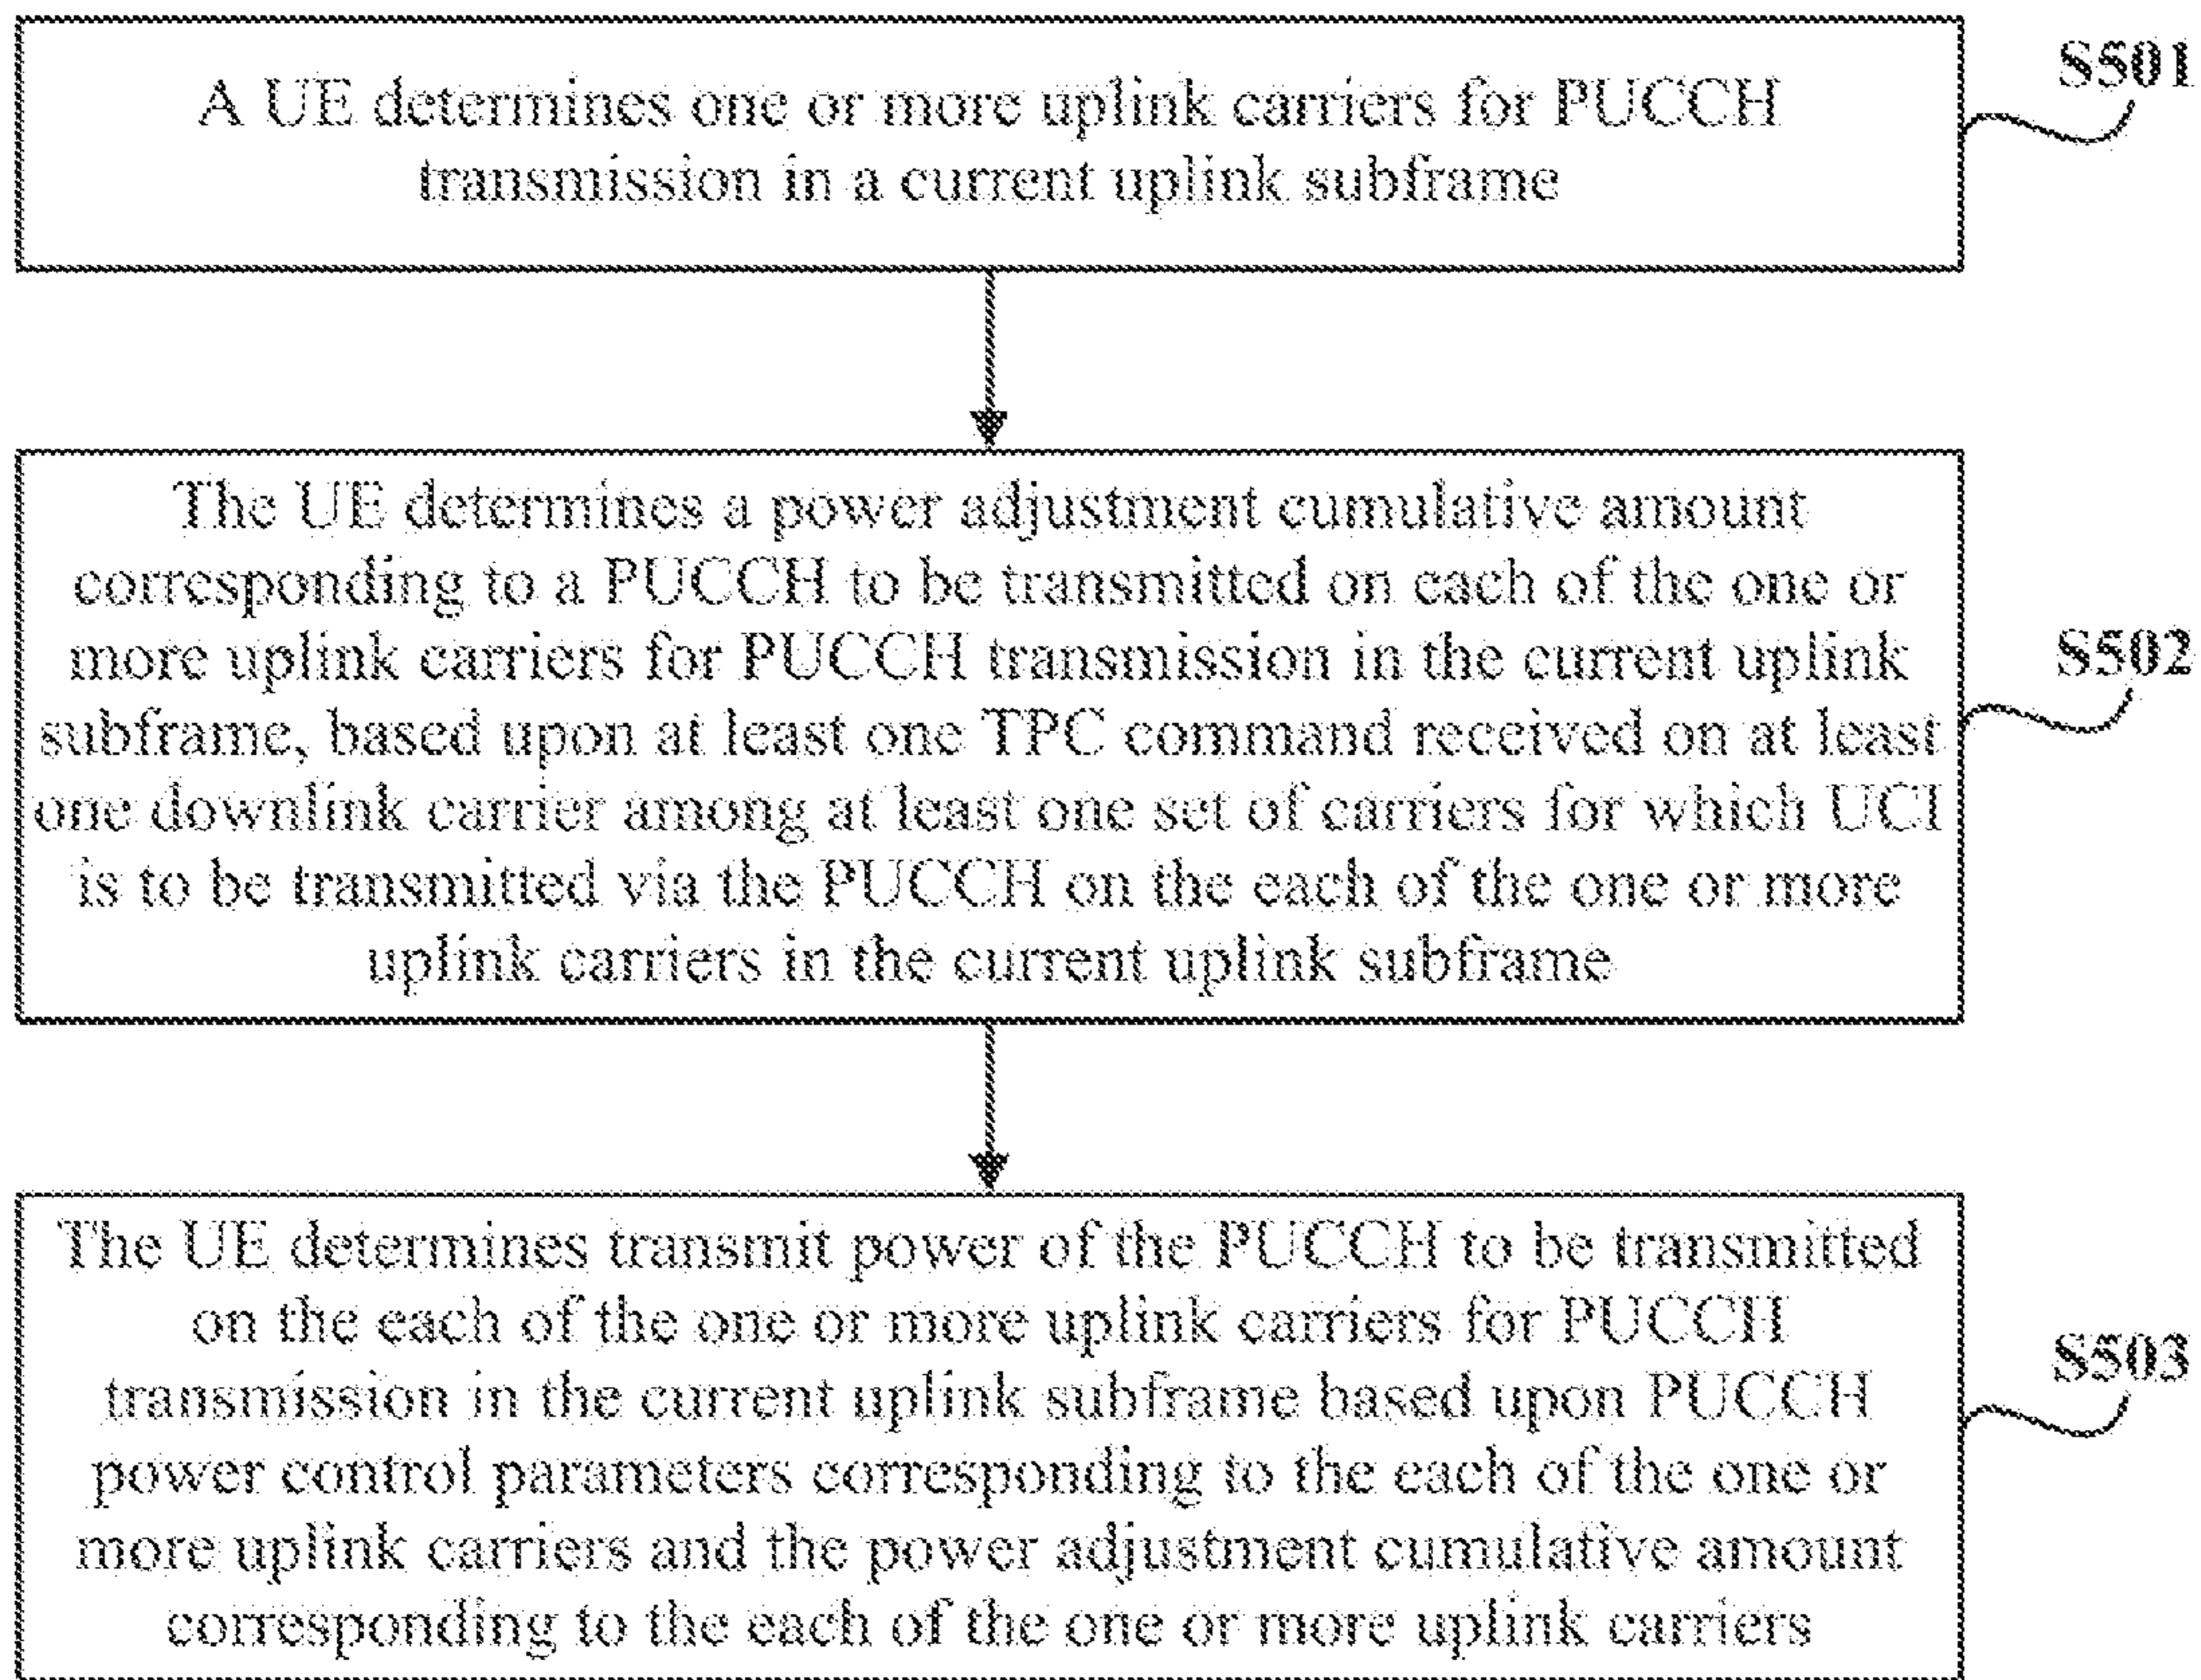 A UE determines one or more uplink carriers for PUCCH
transmission in a current uplink subframe
S501
The UE determines a power adjustment cumulative amount
corresponding to a PUCCH to be transmitted on each of the one or
more uplink carriers for PUCCH transmission in the current uplink
subframe, based upon at least one TPC command received on at least
one downlink carrier among at least one set of carriers for which UCI
is to be transmitted via the PUCCH on the each of the one or more
uplink carriers in the current uplink subframe
S502
The UE determines transmit power of the PUCCH to be transmitted
on the each of the one or more uplink carriers for PUCCH
transmission in the current uplink subframe based upon PUCCH
power control parameters corresponding to the each of the one or
more uplink carriers and the power adjustment cumulative amount
corresponding to the each of the one or more uplink carriers
S503